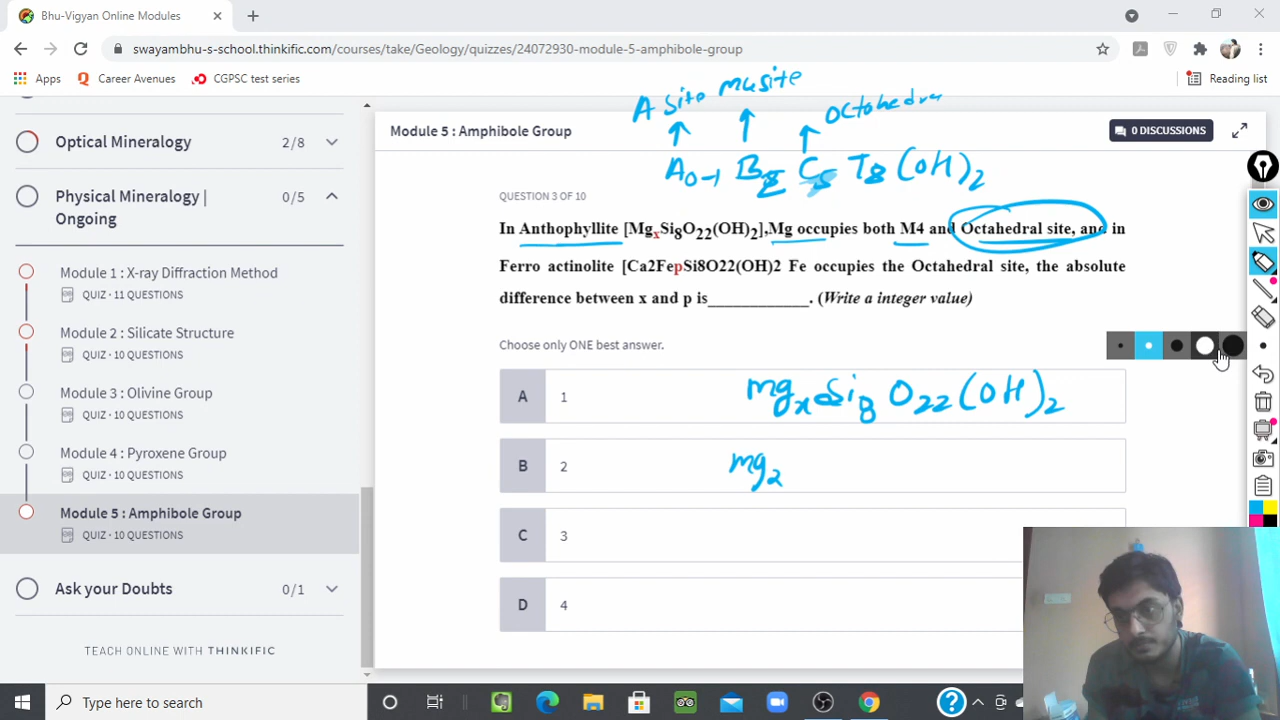 Bhu-Vigyan Online Modules
swayambhu-s-school.thinkific.com/courses/take/Geology/quizzes/24072930-module-5-amphibole-group
Apps
Career Avenues
CGPSC test series
Reading list
Optical Mineralogy
2/8
Physical Mineralogy |
Ongoing
0/5
Module 1 : X-ray Diffraction Method
QUIZ · 11 QUESTIONS
Module 2 : Silicate Structure
QUIZ · 10 QUESTIONS
Module 3 : Olivine Group
QUIZ · 10 QUESTIONS
Module 4 : Pyroxene Group
QUIZ · 10 QUESTIONS
Module 5 : Amphibole Group
QUIZ · 10 QUESTIONS
Ask your Doubts
0/1
TEACH ONLINE WITH THINKIFIC
A site m4 site
Octahedra
Module 5 : Amphibole Group
0 DISCUSSIONS
A0-1 B2 C5 T8 (OH)2
QUESTION 3 OF 10
In Anthophyllite [MgxSi8O22(OH)2],Mg occupies both M4 and Octahedral site, and in
Ferro actinolite [Ca2FepSi8O22(OH)2 Fe occupies the Octahedral site, the absolute
difference between x and p is____________. (Write a integer value)
Choose only ONE best answer.
A 1 mgx Si8 O22 (OH)2
B 2 mg2
C 3
D 4
Type here to search